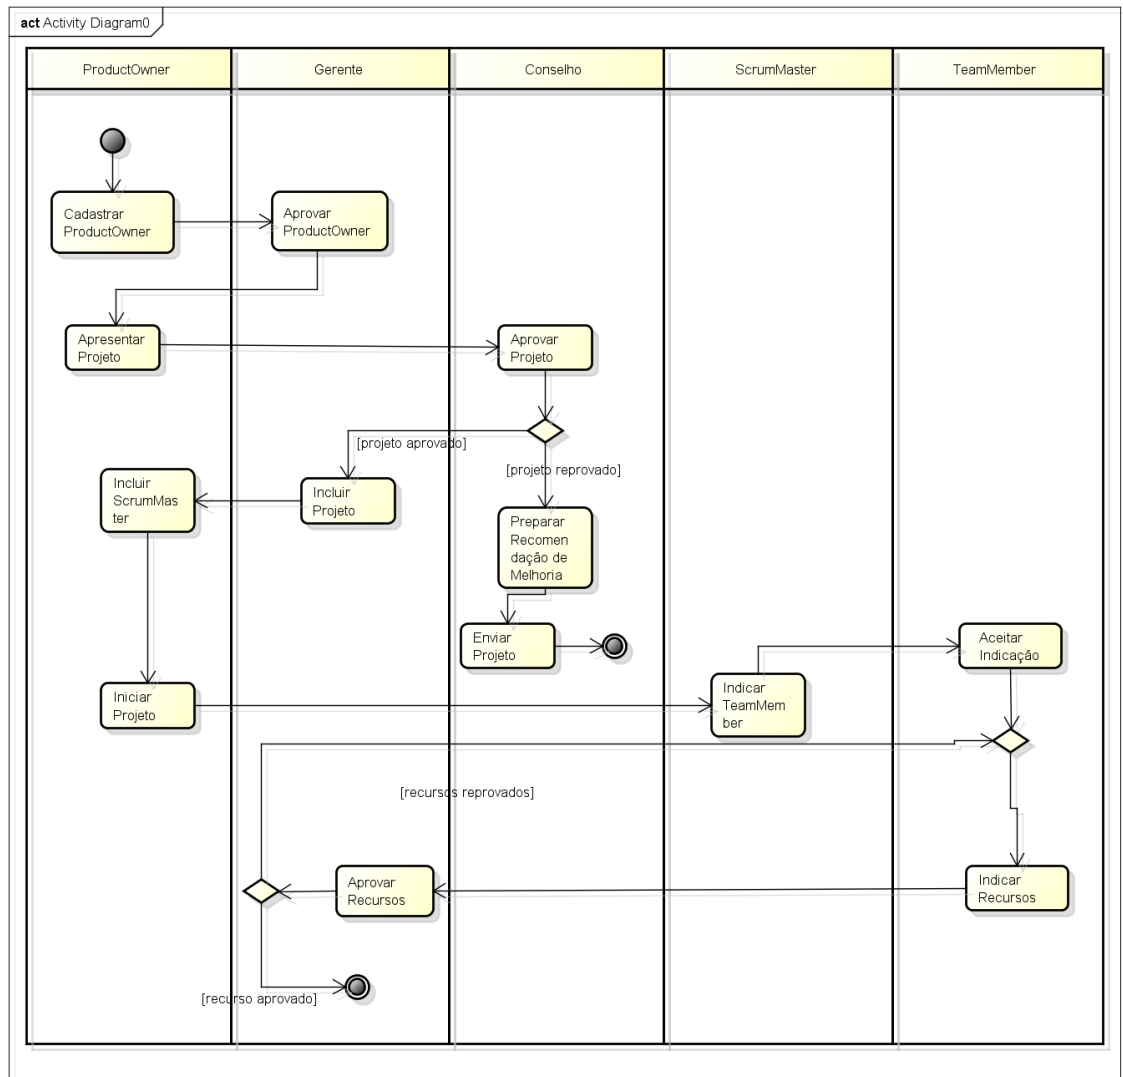 act Activity Diagram0
ProductOwner
Gerente
Conselho
ScrumMaster
TeamMember
Cadastrar
ProductOwner
Aprovar
ProductOwner
Apresentar
Projeto
Aprovar
Projeto
[projeto aprovado]
[projeto reprovado]
Incluir
ScrumMas
ter
Incluir
Projeto
Preparar
Recomen
dação de
Melhoria
Enviar
Projeto
Aceitar
Indicação
Iniciar
Projeto
Indicar
TeamMem
ber
[recursos reprovados]
Aprovar
Recursos
Indicar
Recursos
[recurso aprovado]